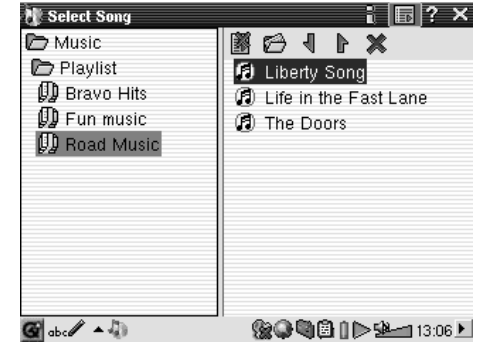 Select Song
?
Music
Playlist
Bravo Hits
Fun music
Road Music
Liberty Song
Life in the Fast Lane
The Doors
abc
13:06